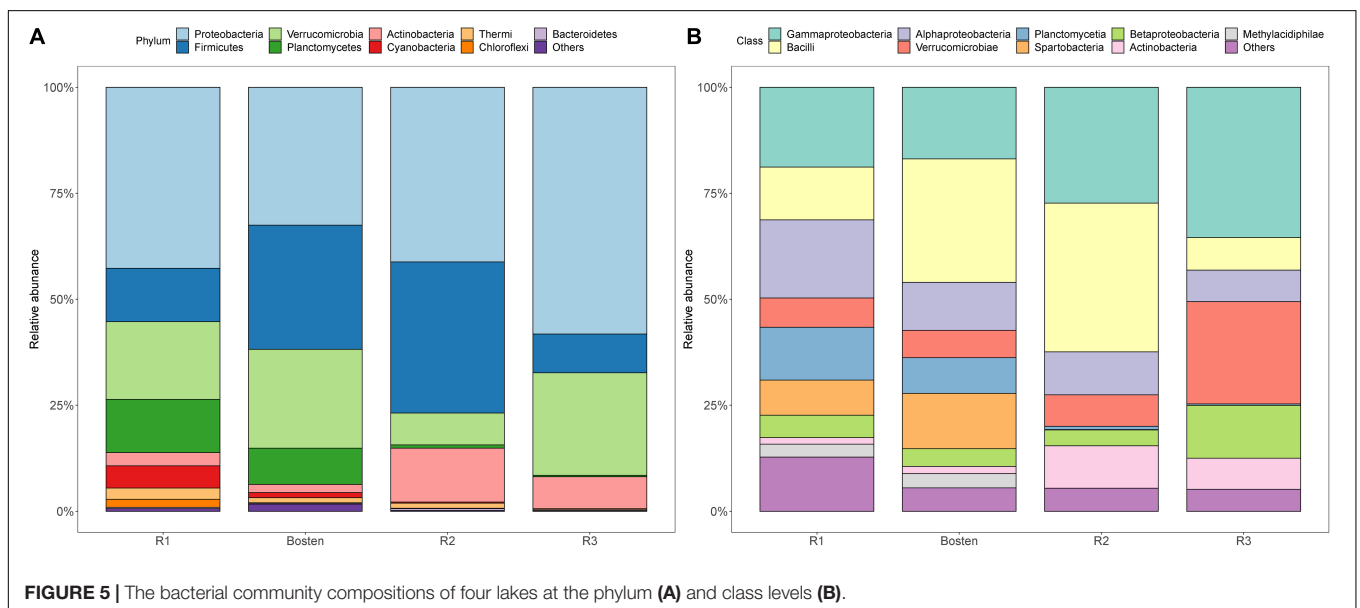 A
Phylum Proteobacteria Verrucomicrobia Actinobacteria Thermi Bacteroidetes
Firmicutes Planctomycetes Cyanobacteria Chloroflexi Others
Relative abunance
100%
75%
50%
25%
0%
R1 Bosten R2 R3
B
Class Gammaproteobacteria Alphaproteobacteria Planctomycetia Betaproteobacteria Methylacidiphilae
Bacilli Verrucomicrobiae Spartobacteria Actinobacteria Others
Relative abunance
100%
75%
50%
25%
0%
R1 Bosten R2 R3
FIGURE 5 | The bacterial community compositions of four lakes at the phylum (A) and class levels (B).